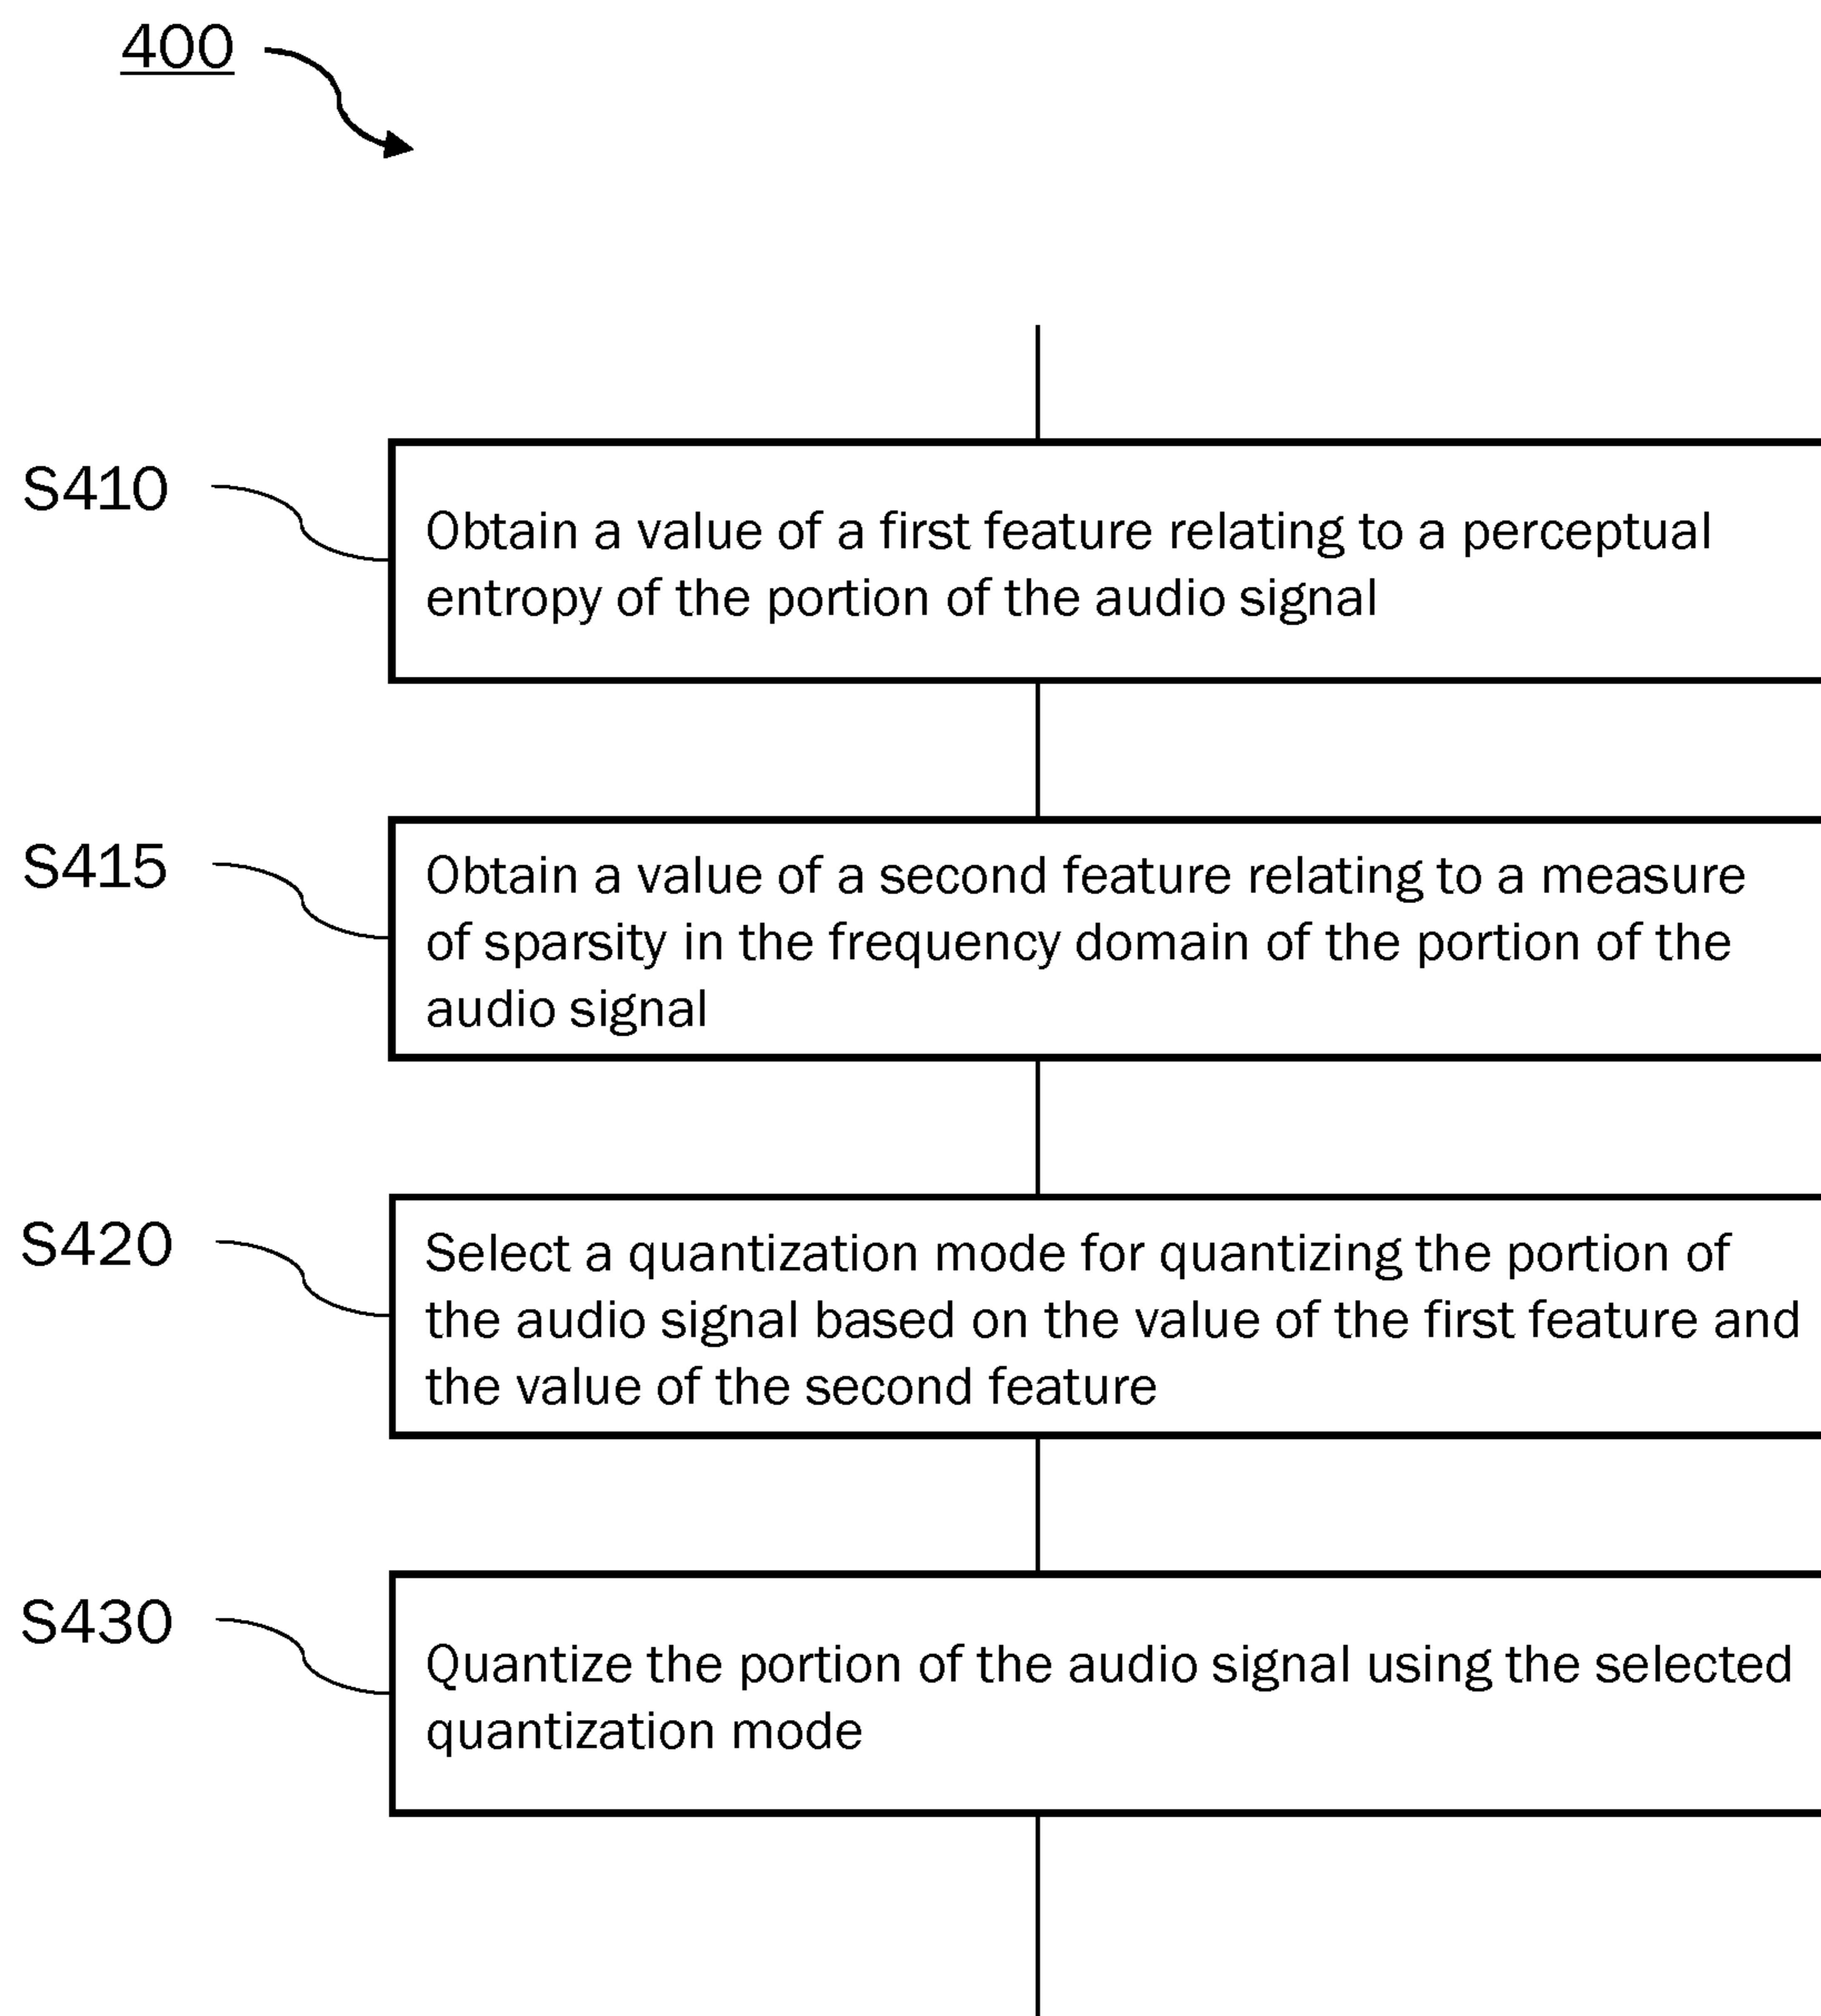 400
S410
Obtain a value of a first feature relating to a perceptual
entropy of the portion of the audio signal
S415
Obtain a value of a second feature relating to a measure
of sparsity in the frequency domain of the portion of the
audio signal
S420
Select a quantization mode for quantizing the portion of
the audio signal based on the value of the first feature and
the value of the second feature
S430
Quantize the portion of the audio signal using the selected
quantization mode